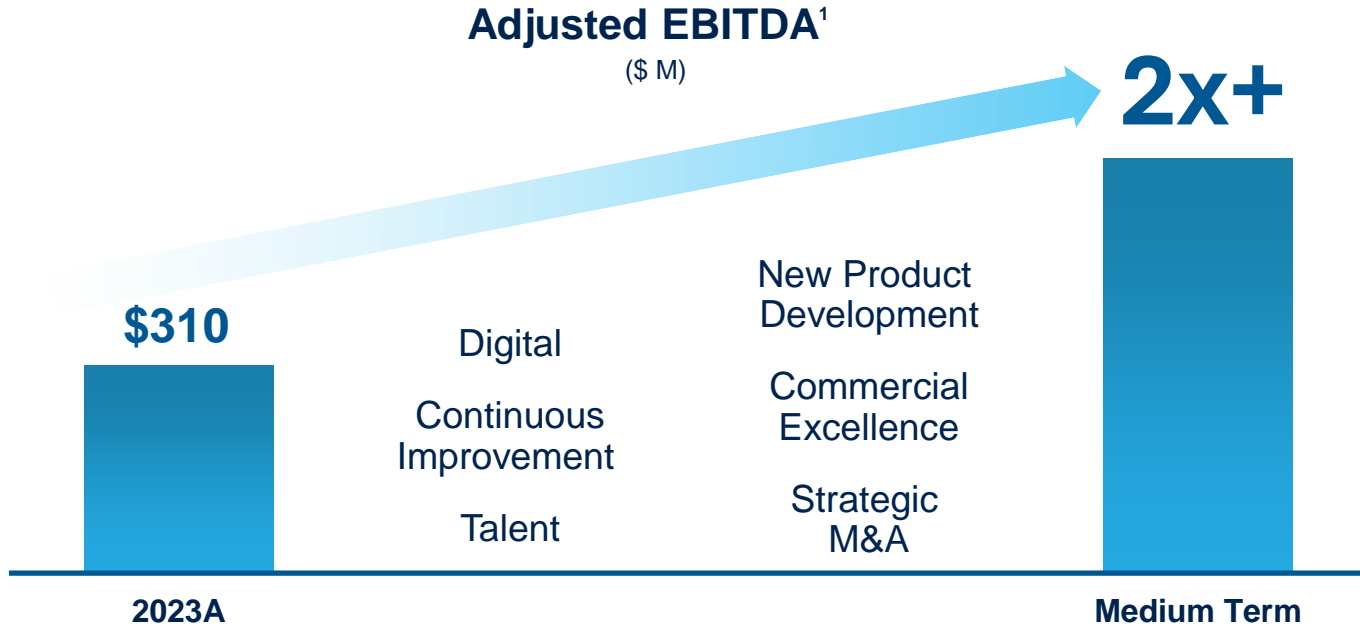 Adjusted EBITDA¹
($ M)
2x+
$310
Digital
Continuous
Improvement
Talent
New Product
Development
Commercial
Excellence
Strategic
M&A
2023A
Medium Term